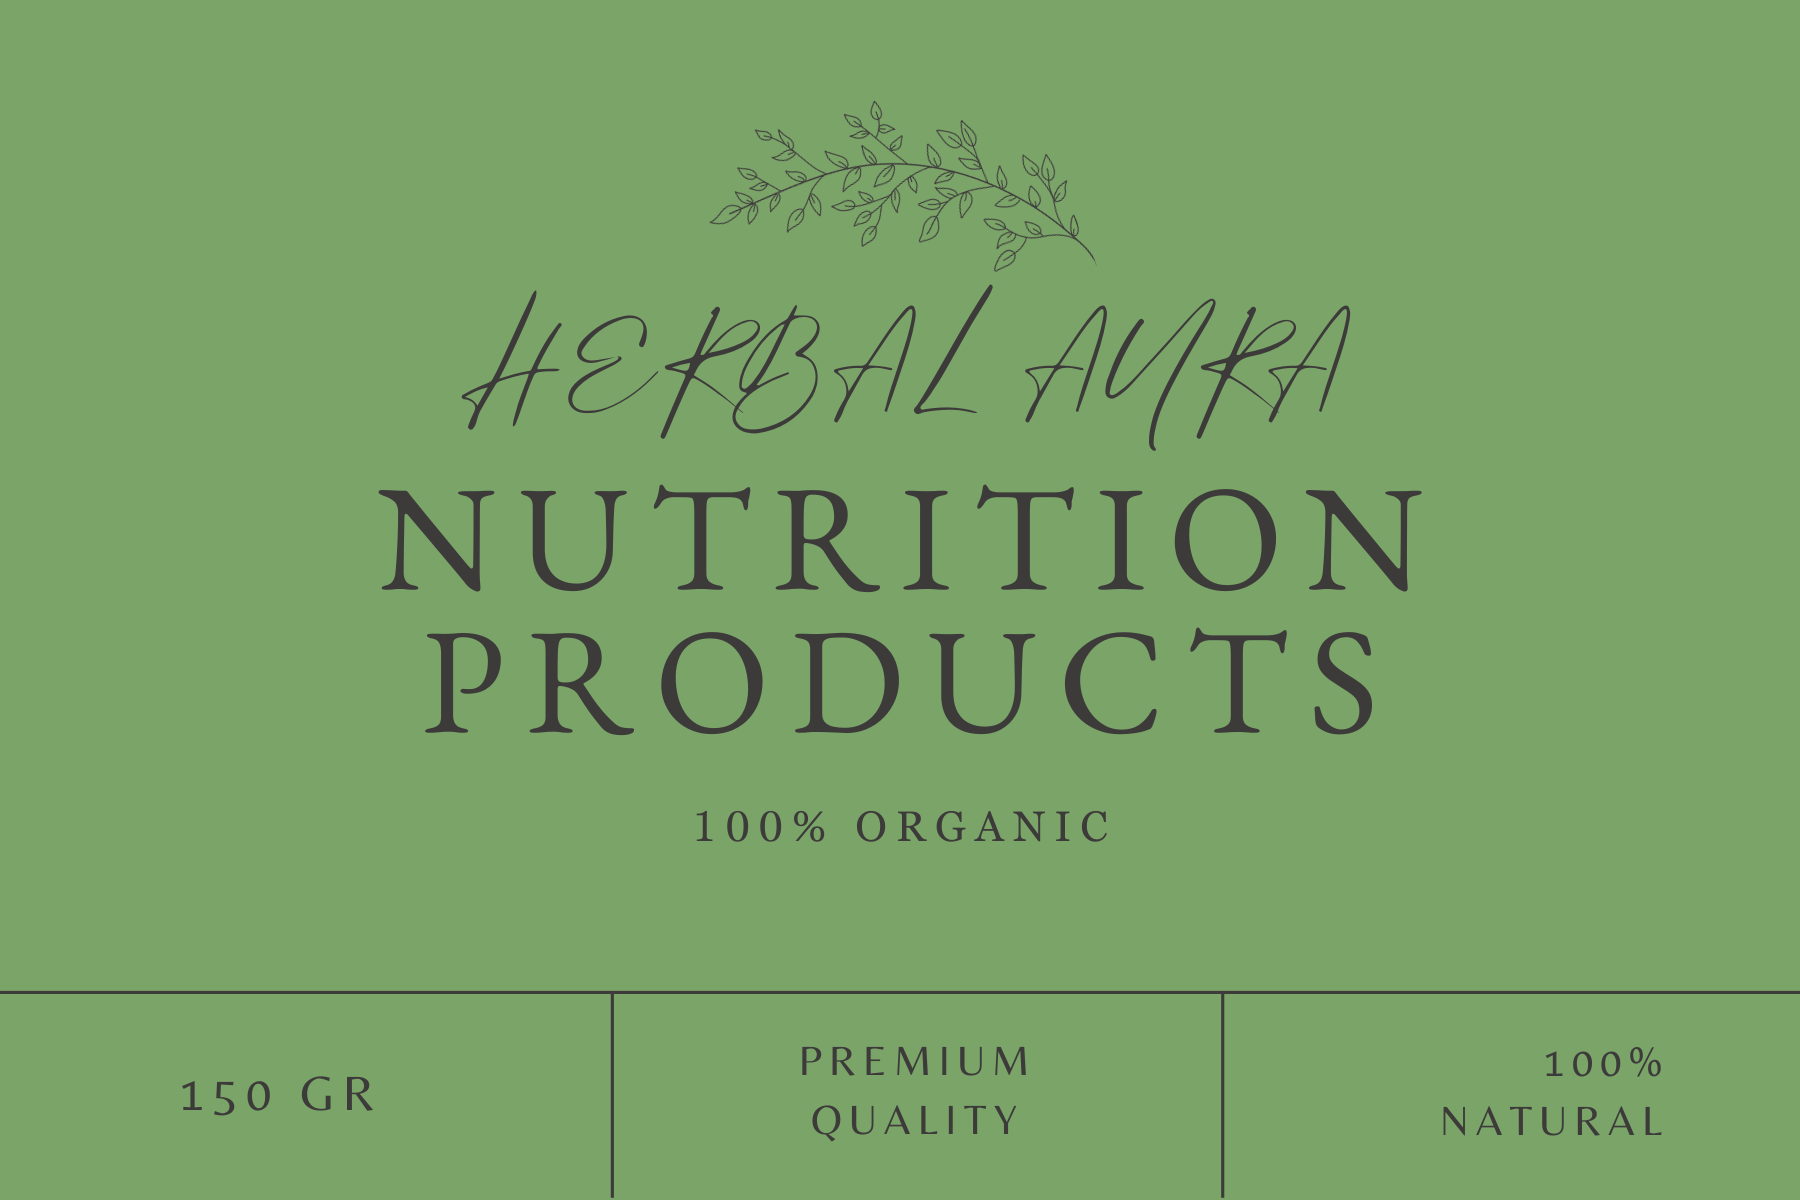 HERBAL AURA
NUTRITION
PRODUCTS
100% ORGANIC
150 GR
PREMIUM
QUALITY
100%
NATURAL